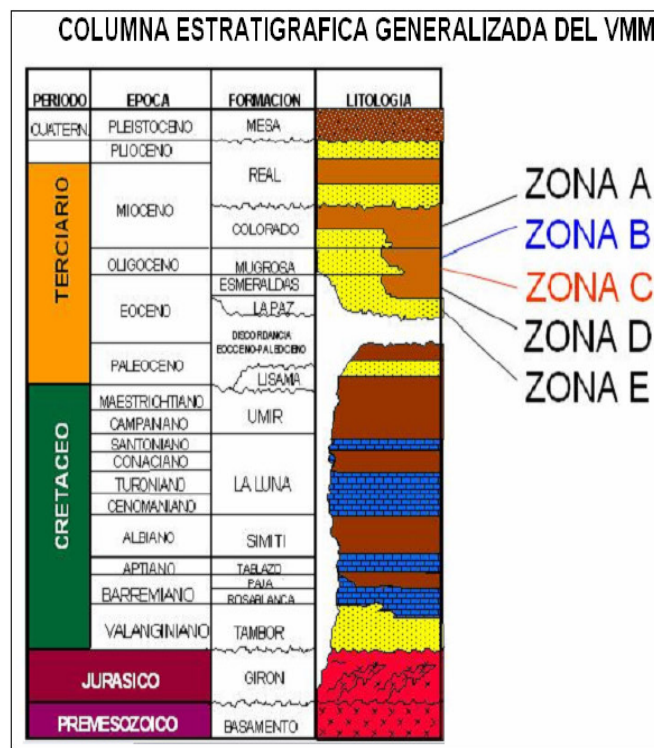 COLUMNA ESTRATIGRAFICA GENERALIZADA DEL VMM
PERIODO EPOCA FORMACION LITOLOGIA
CUATERN. PLEISTOCENO MESA
PLIOCENO
REAL
TERCIARIO
MIOCENO
COLORADO
OLIGOCENO MUGROSA
ESMERALDAS
EOCENO
LA PAZ
DISCORDANCIA
EOCENO-PALEOCENO
PALEOCENO
LISAMA
ZONA A
ZONA B
ZONA C
ZONA D
ZONA E
CRETACEO
MAESTRICHTIANO
UMIR
CAMPANIANO
SANTONIANO
CONACIANO
LA LUNA
TURONIANO
CENOMANIANO
ALBIANO SIMITI
APTIANO TABLAZO
PAJA
BARREMIANO
ROSABLANCA
VALANGINIANO TAMBOR
JURASICO GIRON
PREMESOZOICO BASAMENTO